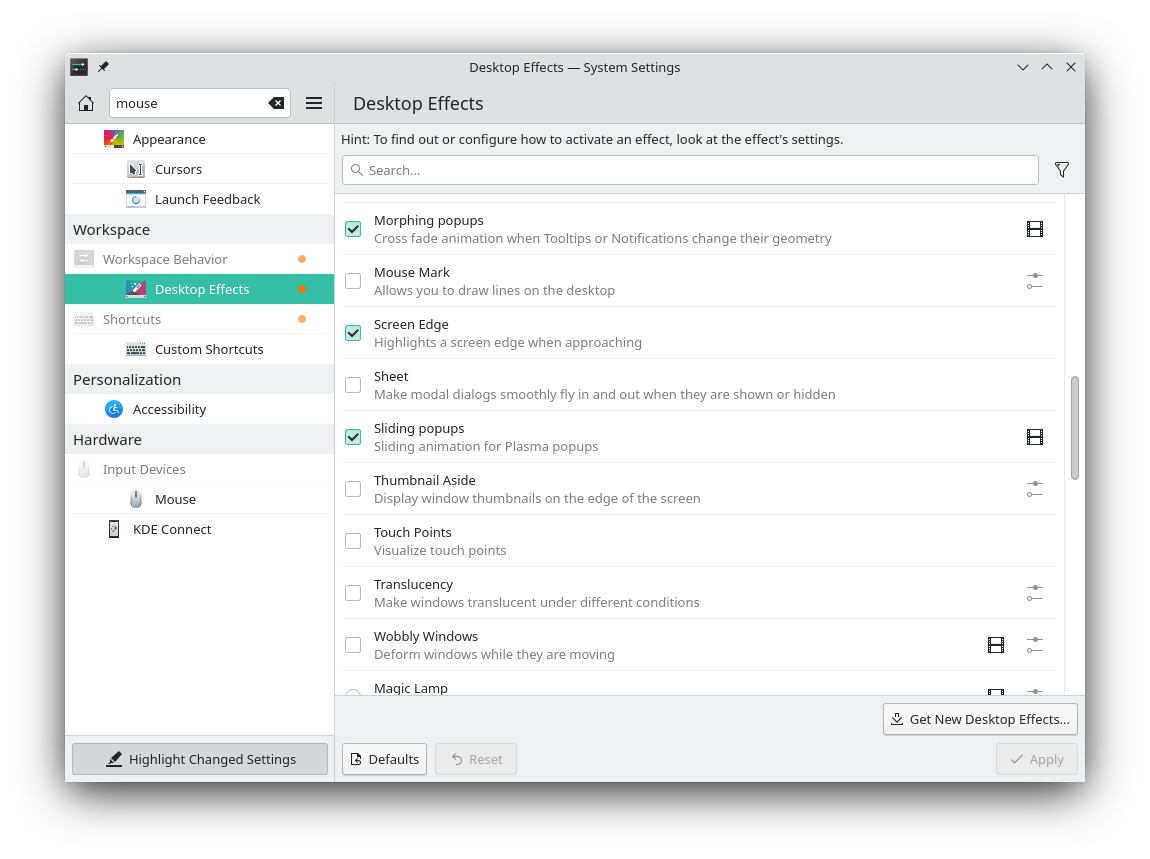 Desktop Effects — System Settings
mouse
Desktop Effects
Appearance
Cursors
Launch Feedback
Workspace
Workspace Behavior
Desktop Effects
Shortcuts
Custom Shortcuts
Personalization
Accessibility
Hardware
Input Devices
Mouse
KDE Connect
Highlight Changed Settings
Hint: To find out or configure how to activate an effect, look at the effect's settings.
Search...
Morphing popups
Cross fade animation when Tooltips or Notifications change their geometry
Mouse Mark
Allows you to draw lines on the desktop
Screen Edge
Highlights a screen edge when approaching
Sheet
Make modal dialogs smoothly fly in and out when they are shown or hidden
Sliding popups
Sliding animation for Plasma popups
Thumbnail Aside
Display window thumbnails on the edge of the screen
Touch Points
Visualize touch points
Translucency
Make windows translucent under different conditions
Wobbly Windows
Deform windows while they are moving
Magic Lamp
Get New Desktop Effects...
Defaults
Reset
Apply